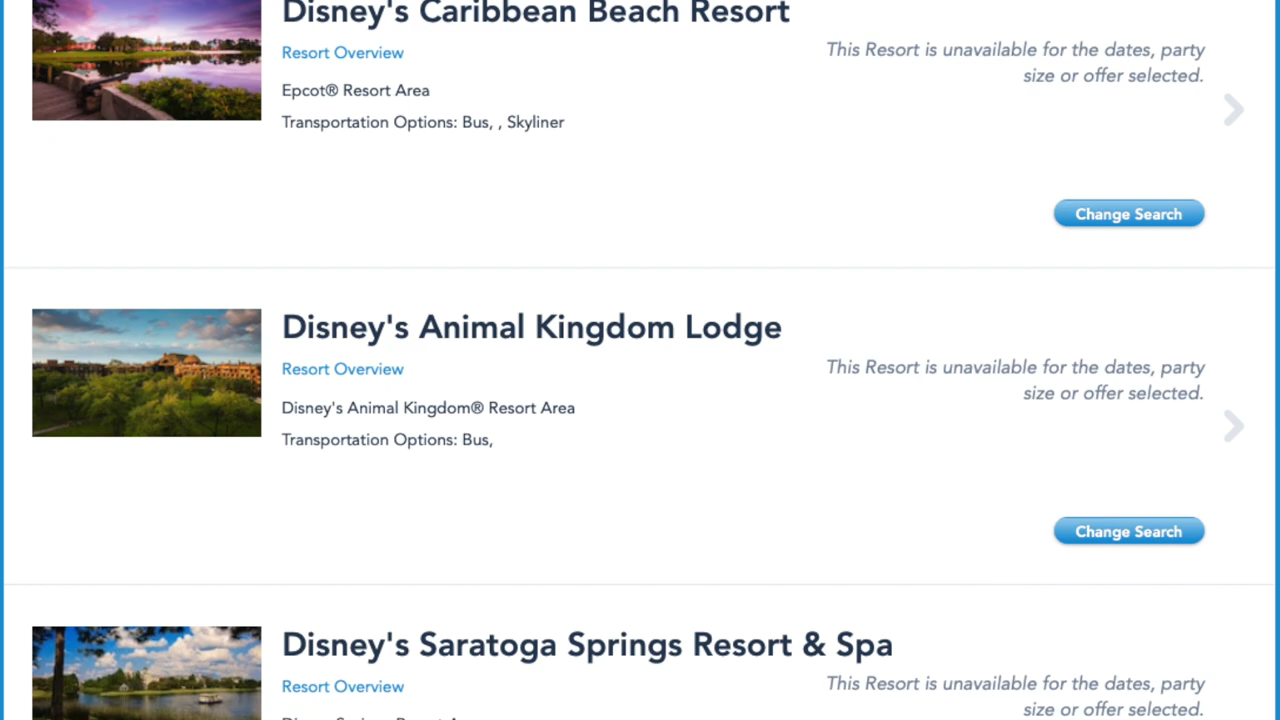 Disney's Caribbean Beach Resort
Resort Overview
This Resort is unavailable for the dates, party
size or offer selected.
Epcot® Resort Area
Transportation Options: Bus, , Skyliner
Change Search
Disney's Animal Kingdom Lodge
Resort Overview
This Resort is unavailable for the dates, party
size or offer selected.
Disney's Animal Kingdom® Resort Area
Transportation Options: Bus,
Change Search
Disney's Saratoga Springs Resort & Spa
Resort Overview
This Resort is unavailable for the dates, party
size or offer selected.